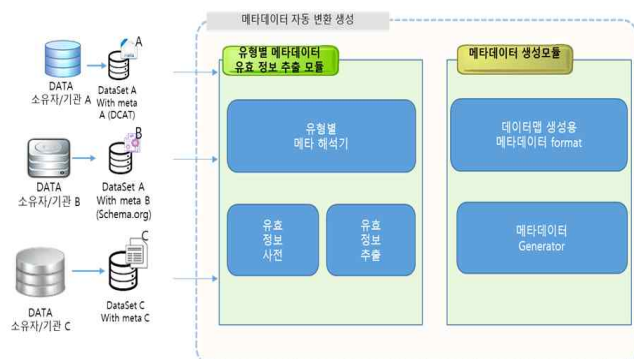 메타데이터 자동 변환 생성
A
DATA
소유자/기관 A
DataSet A
With meta
A (DCAT)
B
DATA
소유자/기관 B
DataSet A
With meta B
(Schema.org)
C
DATA
소유자/기관 C
DataSet C
With meta C
유형별 메타데이터
유효 정보 추출 모듈
유형별
메타 해석기
유효
정보
사전
유효
정보
추출
메타데이터 생성모듈
데이터맵 생성용
메타데이터 format
메타데이터
Generator